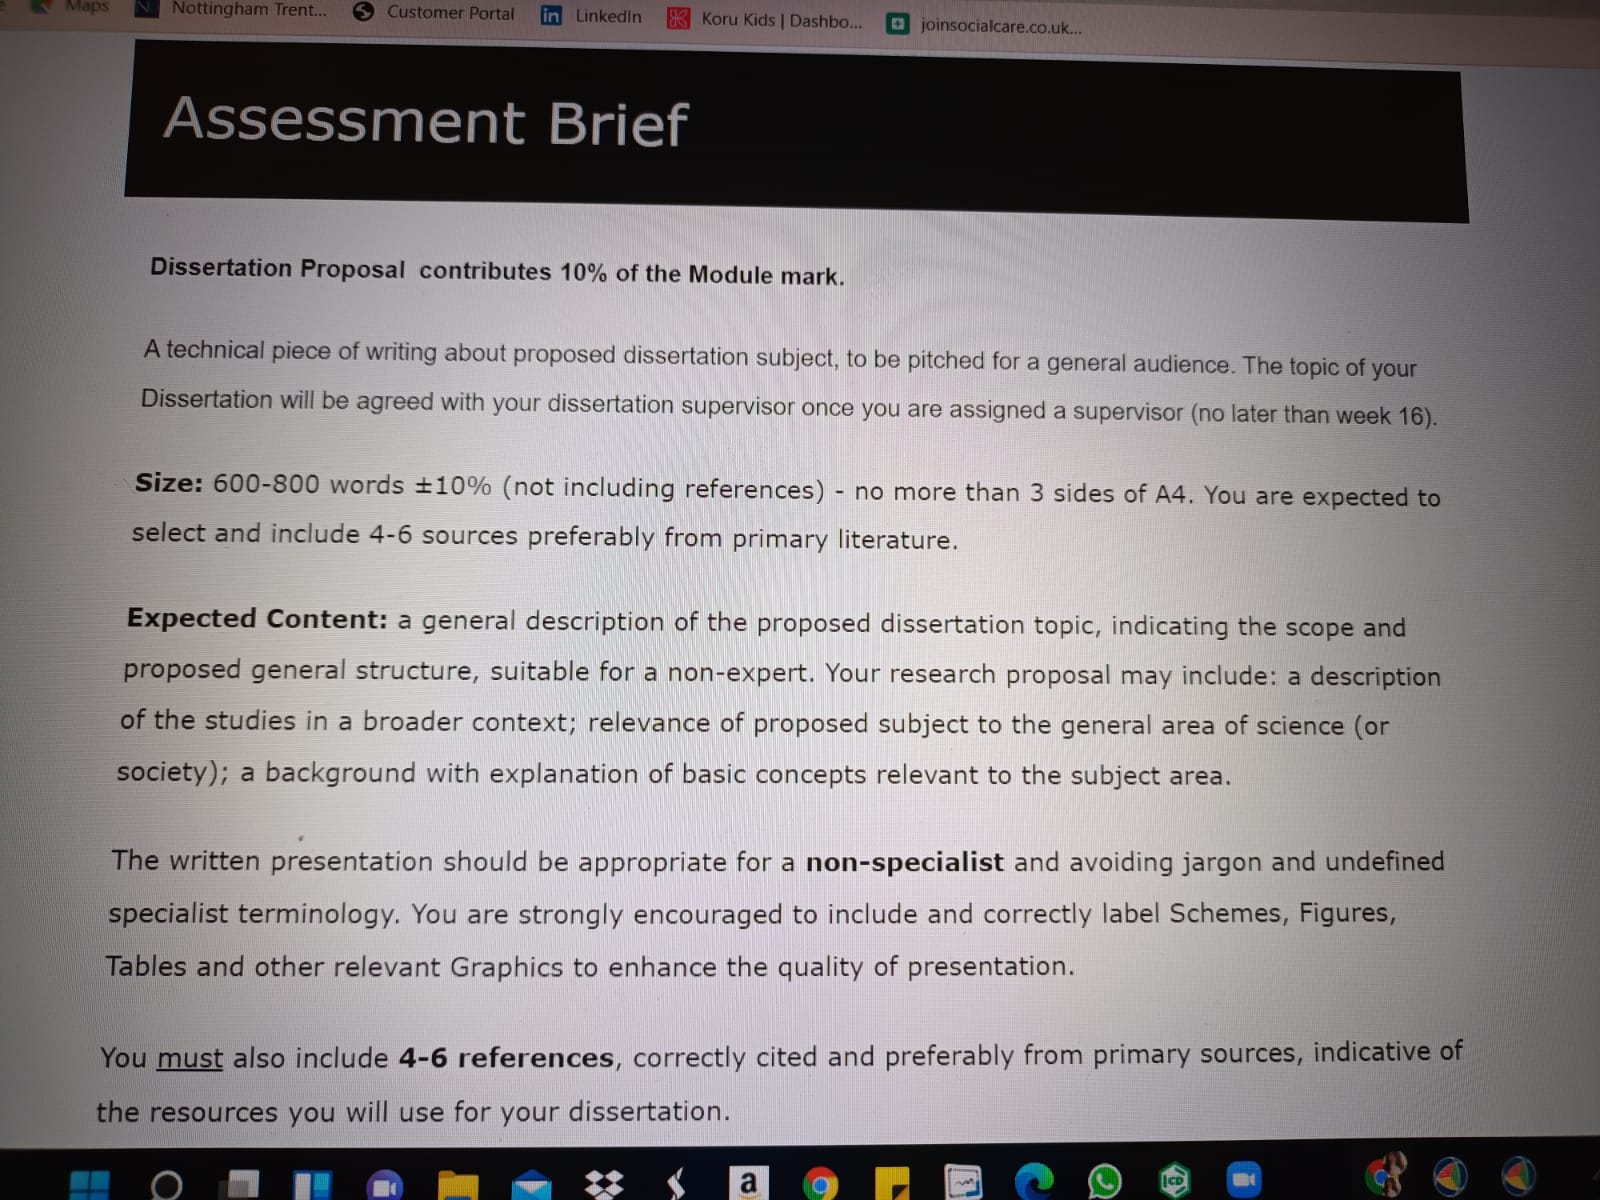 Maps Nottingham Trent... Customer Portal LinkedIn Koru Kids | Dashbo... joinsocialcare.co.uk...
Assessment Brief
Dissertation Proposal contributes 10% of the Module mark.
A technical piece of writing about proposed dissertation subject, to be pitched for a general audience. The topic of your
Dissertation will be agreed with your dissertation supervisor once you are assigned a supervisor (no later than week 16).
Size: 600-800 words ±10% (not including references) - no more than 3 sides of A4. You are expected to
select and include 4-6 sources preferably from primary literature.
Expected Content: a general description of the proposed dissertation topic, indicating the scope and
proposed general structure, suitable for a non-expert. Your research proposal may include: a description
of the studies in a broader context; relevance of proposed subject to the general area of science (or
society); a background with explanation of basic concepts relevant to the subject area.
The written presentation should be appropriate for a non-specialist and avoiding jargon and undefined
specialist terminology. You are strongly encouraged to include and correctly label Schemes, Figures,
Tables and other relevant Graphics to enhance the quality of presentation.
You must also include 4-6 references, correctly cited and preferably from primary sources, indicative of
the resources you will use for your dissertation.